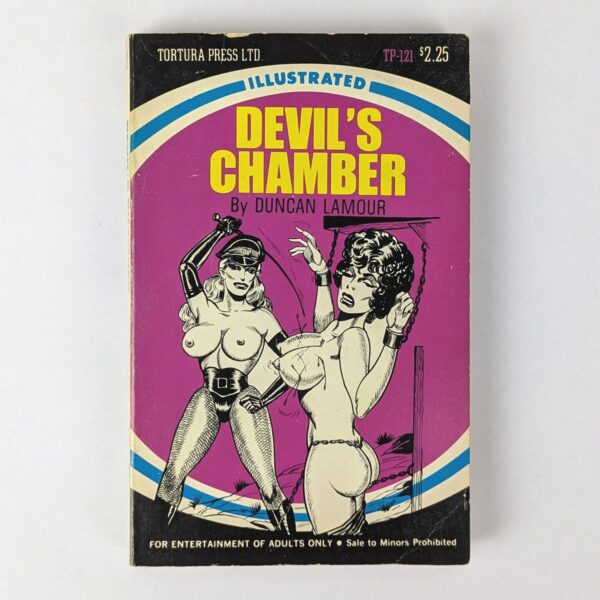 TORTURA PRESS LTD.
TP-121 $2.25
ILLUSTRATED
DEVIL'S
CHAMBER
By DUNCAN LAMOUR
FOR ENTERTAINMENT OF ADULTS ONLY • Sale to Minors Prohibited